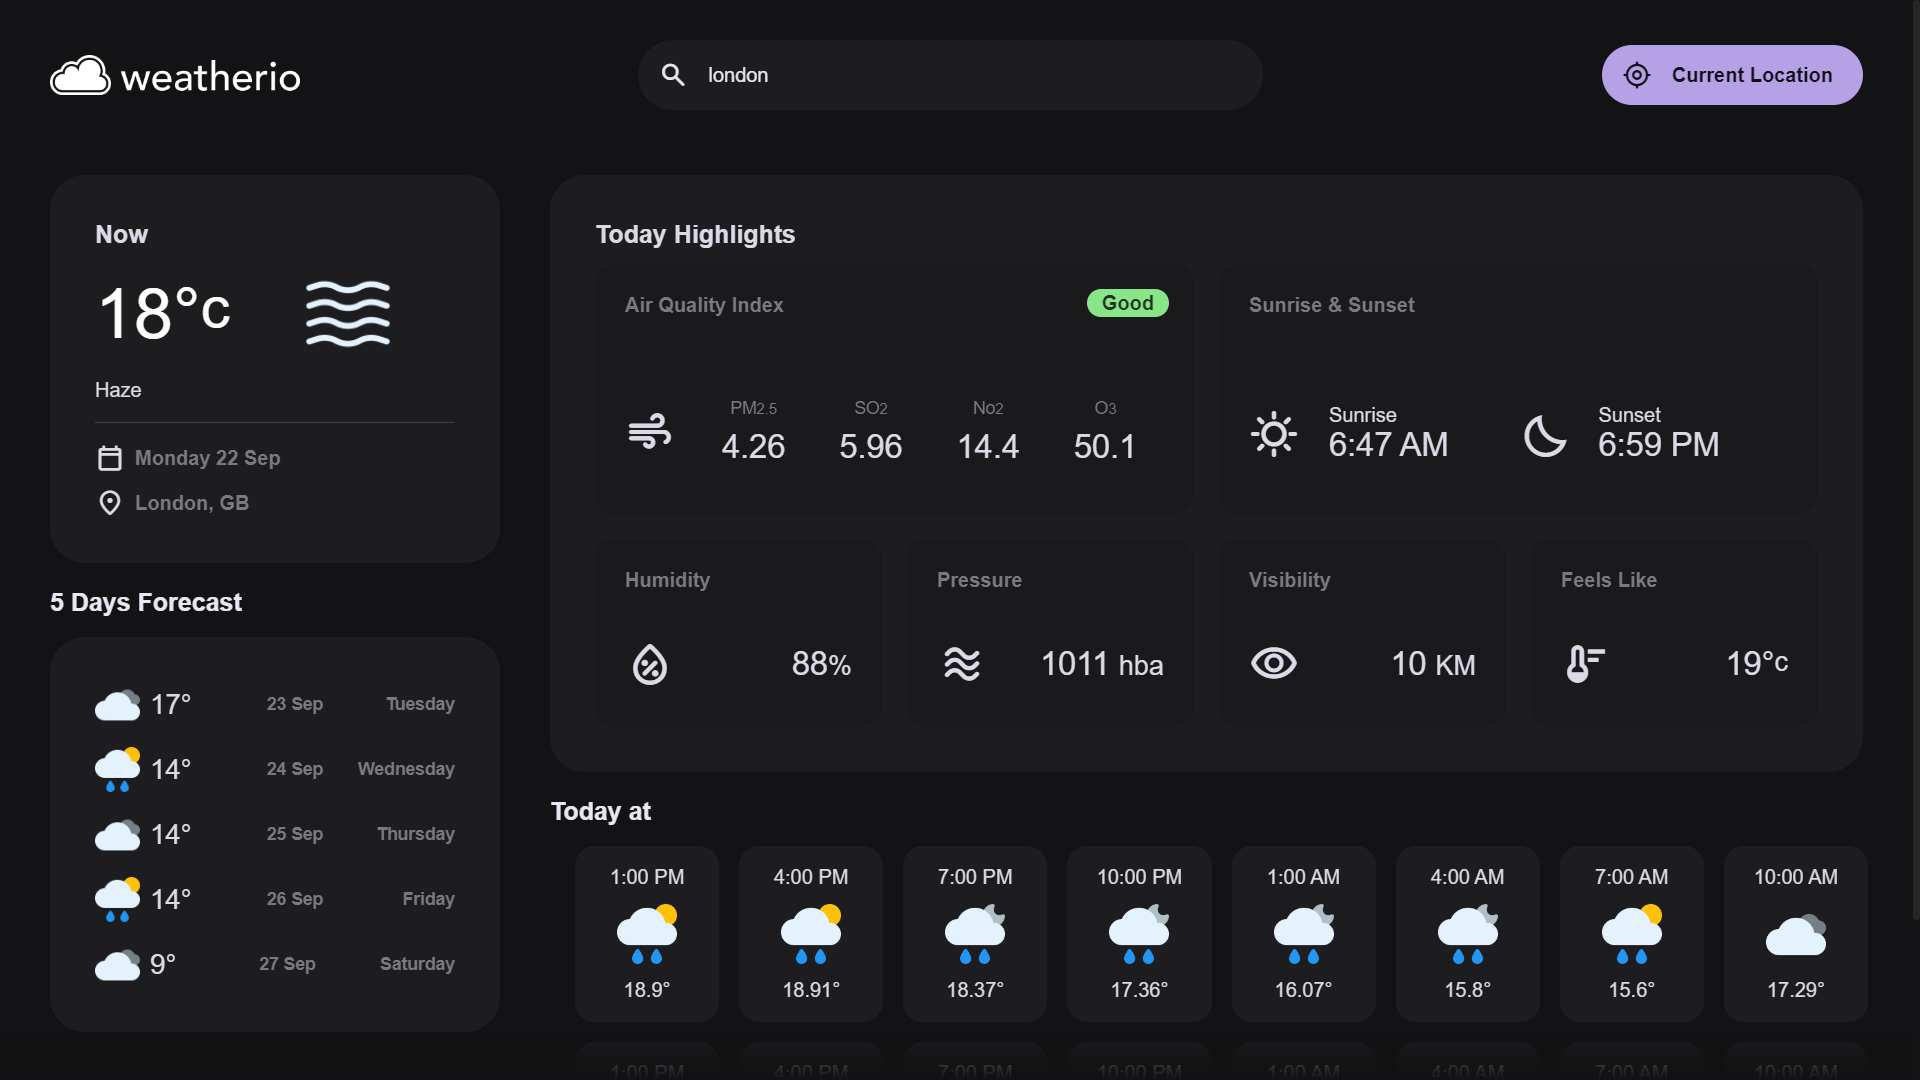 weatherio
london
Current Location
Now
18°c
Haze
Monday 22 Sep
London, GB
5 Days Forecast
17° 23 Sep Tuesday
14° 24 Sep Wednesday
14° 25 Sep Thursday
14° 26 Sep Friday
9° 27 Sep Saturday
Today Highlights
Air Quality Index
Good
PM2.5 SO2 No2 O3
4.26 5.96 14.4 50.1
Sunrise & Sunset
Sunrise
6:47 AM
Sunset
6:59 PM
Humidity
88%
Pressure
1011 hba
Visibility
10 KM
Feels Like
19°c
Today at
1:00 PM 4:00 PM 7:00 PM 10:00 PM 1:00 AM 4:00 AM 7:00 AM 10:00 AM
18.9° 18.91° 18.37° 17.36° 16.07° 15.8° 15.6° 17.29°
1:00 PM 4:00 PM 7:00 PM 10:00 PM 1:00 AM 4:00 AM 7:00 AM 10:00 AM